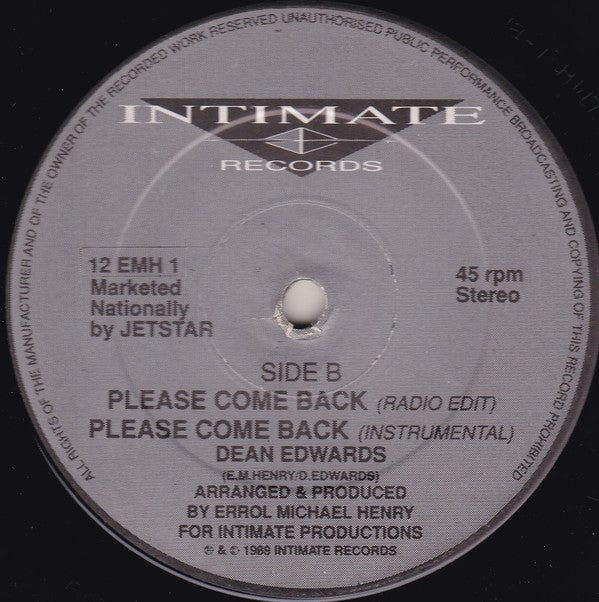 ALL RIGHTS OF THE MANUFACTURER AND OF THE OWNER OF THE RECORDED WORK RESERVED UNAUTHORISED PUBLIC PERFORMANCE BROADCASTING AND COPYING OF THIS RECORD PROHIBITED
INTIMATE
RECORDS
12 EMH 1
Marketed
Nationally
by JETSTAR
45 rpm
Stereo
SIDE B
PLEASE COME BACK (RADIO EDIT)
PLEASE COME BACK (INSTRUMENTAL)
DEAN EDWARDS
(E.M.HENRY/D.EDWARDS)
ARRANGED & PRODUCED
BY ERROL MICHAEL HENRY
FOR INTIMATE PRODUCTIONS
℗ & © 1989 INTIMATE RECORDS